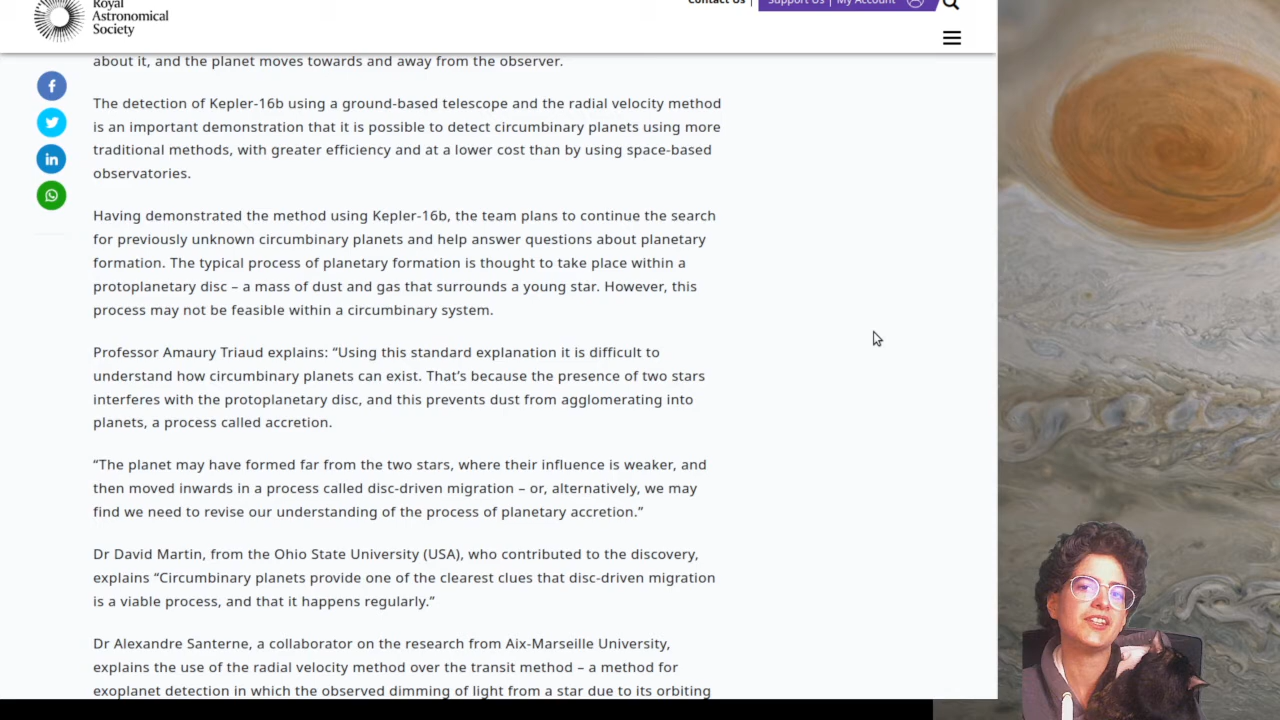 Royal
Astronomical
Society
Contact Us | Support Us | My Account
about it, and the planet moves towards and away from the observer.
The detection of Kepler-16b using a ground-based telescope and the radial velocity method
is an important demonstration that it is possible to detect circumbinary planets using more
traditional methods, with greater efficiency and at a lower cost than by using space-based
observatories.
Having demonstrated the method using Kepler-16b, the team plans to continue the search
for previously unknown circumbinary planets and help answer questions about planetary
formation. The typical process of planetary formation is thought to take place within a
protoplanetary disc – a mass of dust and gas that surrounds a young star. However, this
process may not be feasible within a circumbinary system.
Professor Amaury Triaud explains: “Using this standard explanation it is difficult to
understand how circumbinary planets can exist. That’s because the presence of two stars
interferes with the protoplanetary disc, and this prevents dust from agglomerating into
planets, a process called accretion.
“The planet may have formed far from the two stars, where their influence is weaker, and
then moved inwards in a process called disc-driven migration – or, alternatively, we may
find we need to revise our understanding of the process of planetary accretion.”
Dr David Martin, from the Ohio State University (USA), who contributed to the discovery,
explains “Circumbinary planets provide one of the clearest clues that disc-driven migration
is a viable process, and that it happens regularly.”
Dr Alexandre Santerne, a collaborator on the research from Aix-Marseille University,
explains the use of the radial velocity method over the transit method – a method for
exoplanet detection in which the observed dimming of light from a star due to its orbiting